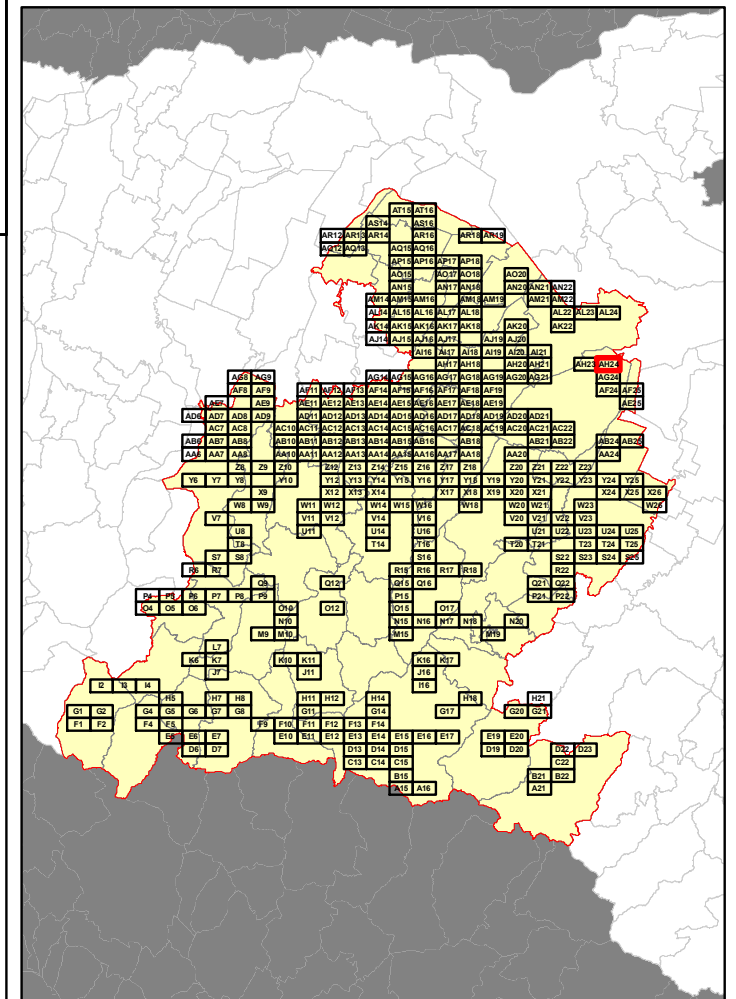 AT15 AT16
AS14 AS16
AR12 AR13 AR14 AR16 AR18 AR19
AQ12 AQ13 AQ15 AQ16
AP15 AP16 AP17 AP18
AO15 AO17 AO18 AO20
AN15 AN17 AN18 AN20 AN21 AN22
AM14 AM15 AM16 AM18 AM19 AM21 AM22
AL14 AL15 AL16 AL17 AL18 AL22 AL23 AL24
AK14 AK15 AK16 AK17 AK18 AK20 AK22
AJ14 AJ15 AJ16 AJ17 AJ19 AJ20
AI16 AI17 AI18 AI19 AI20 AI21
AH17 AH18 AH20 AH21 AH23 AH24
AG8 AG9 AG14 AG15 AG16 AG17 AG18 AG20 AG21 AG24
AF8 AF9 AF11 AF12 AF13 AF14 AF15 AF16 AF17 AF18 AF24 AF25
AE7 AE9 AE11 AE12 AE13 AE14 AE15 AE16 AE17 AE18 AE19 AE25
AD6 AD7 AD8 AD9 AD11 AD12 AD13 AD14 AD15 AD16 AD17 AD18 AD19 AD20 AD21
AC7 AC8 AC10 AC11 AC12 AC13 AC14 AC15 AC16 AC17 AC18 AC19 AC20 AC21 AC22
AB6 AB7 AB8 AB10 AB11 AB12 AB13 AB14 AB15 AB16 AB18 AB21 AB22 AB24 AB25
AA6 AA7 AA8 AA10 AA11 AA12 AA13 AA14 AA15 AA16 AA17 AA18 AA20 AA24
Z8 Z9 Z10 Z12 Z13 Z14 Z15 Z16 Z17 Z18 Z20 Z21 Z22 Z23
Y6 Y7 Y8 Y10 Y12 Y13 Y14 Y15 Y16 Y17 Y18 Y19 Y20 Y21 Y22 Y23 Y24 Y25
X9 X12 X13 X14 X17 X18 X19 X20 X21 X24 X25 X26
W8 W9 W11 W12 W14 W15 W16 W18 W20 W21 W23 W26
V7 V11 V12 V14 V16 V20 V21 V22 V23
U8 U11 U14 U16 U21 U22 U23 U24 U25
T8 T14 T16 T20 T21 T23 T24 T25
S7 S8 S16 S22 S23 S24 S25
R6 R7 R15 R16 R17 R18 R22
Q9 Q12 Q15 Q16 Q21 Q22
P4 P5 P6 P7 P8 P9 P15 P21 P22
O4 O5 O6 O10 O12 O15 O17
N10 N15 N16 N17 N18 N20
M9 M10 M15 M19
L7
K6 K7 K10 K11 K16 K17
J7 J11 J16
I2 I3 I4 I16
H5 H7 H8 H11 H12 H14 H18 H21
G1 G2 G4 G5 G6 G7 G8 G11 G14 G17 G20 G21
F1 F2 F4 F5 F9 F10 F11 F12 F13 F14
E5 E6 E7 E10 E11 E12 E13 E14 E15 E16 E17 E19 E20
D6 D7 D13 D14 D15 D19 D20 D22 D23
C13 C14 C15 C22
B15 B21 B22
A15 A16 A21